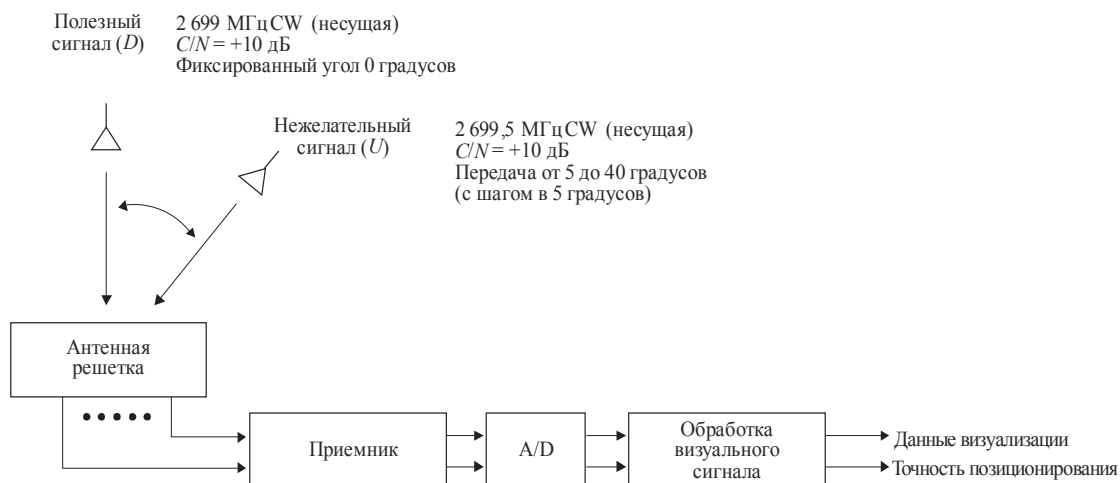 Полезный
сигнал (D)
2 699 МГц CW (несущая)
C/N = +10 дБ
Фиксированный угол 0 градусов
Нежелательный
сигнал (U)
2 699,5 МГц CW (несущая)
C/N = +10 дБ
Передача от 5 до 40 градусов
(с шагом в 5 градусов)
Антенная
решетка
Приемник
A/D
Обработка
визуального
сигнала
Данные визуализации
Точность позиционирования